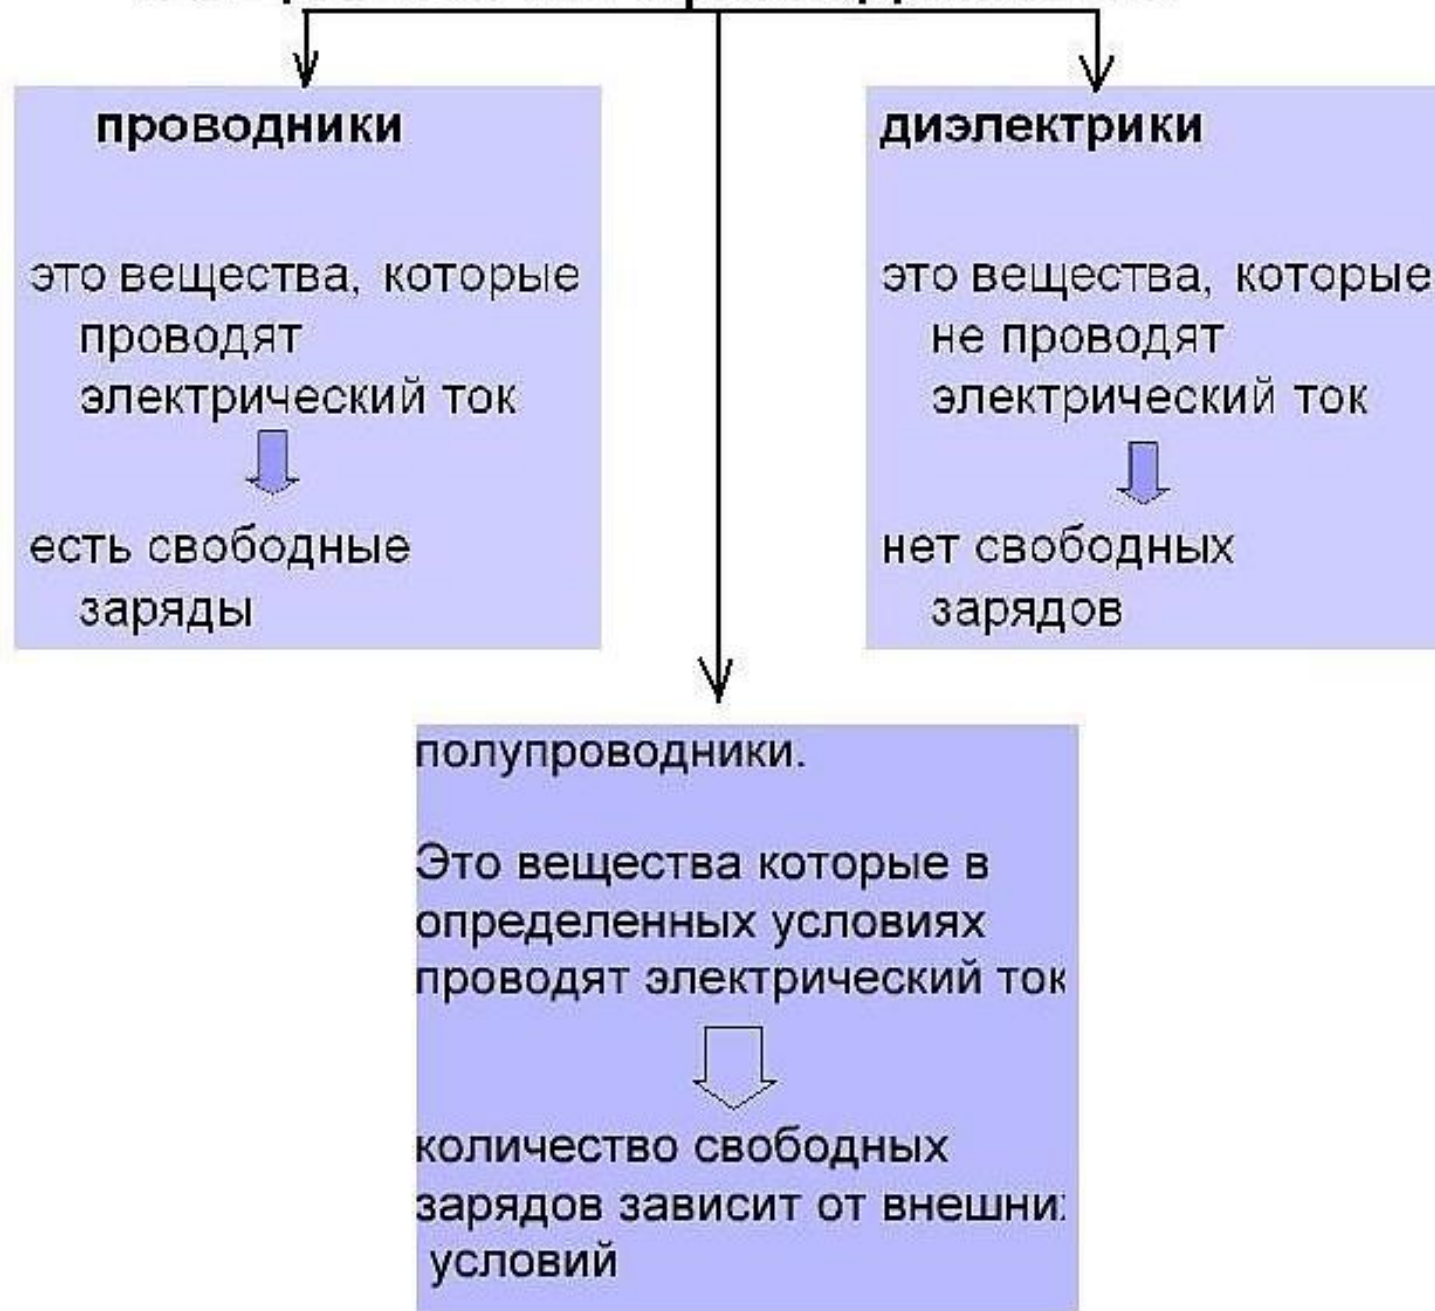 проводники
это вещества, которые
проводят
электрический ток
есть свободные
заряды
диэлектрики
это вещества, которые
не проводят
электрический ток
нет свободных
зарядов
полупроводники.
Это вещества которые в
определенных условиях
проводят электрический ток
количество свободных
зарядов зависит от
условий